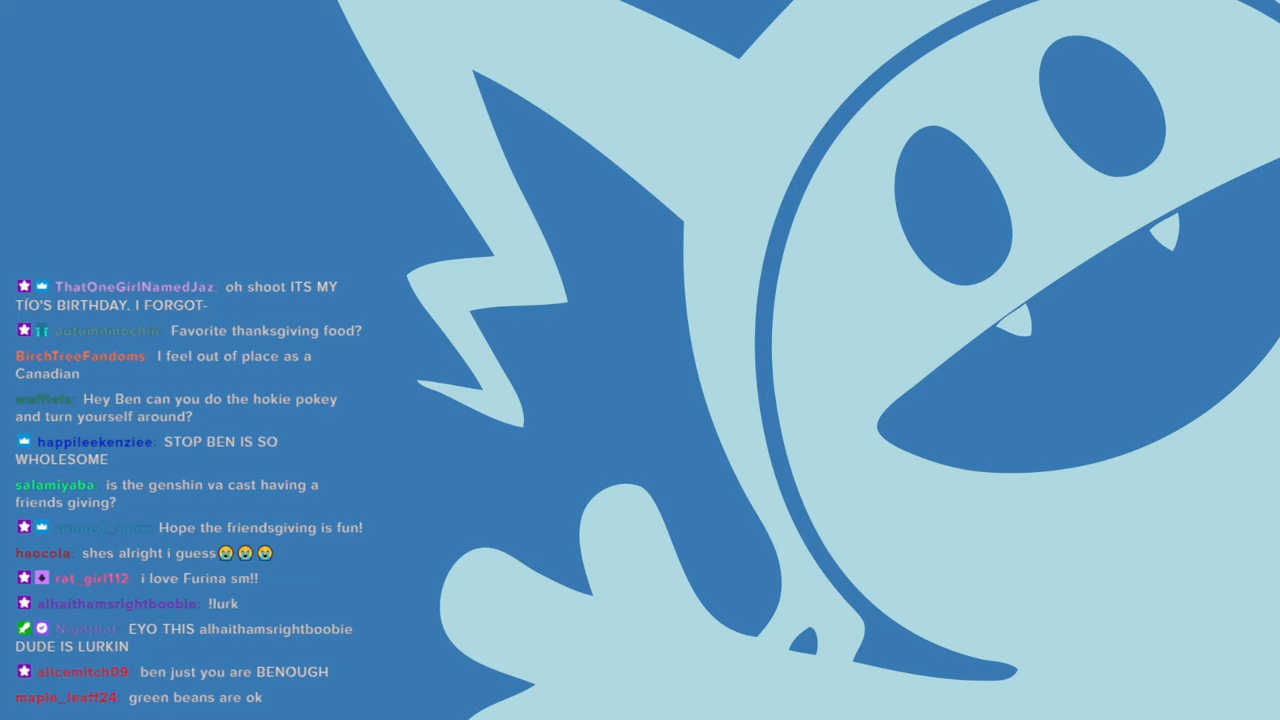 ThatOneGirlNamedJaz: oh shoot ITS MY
TÍO'S BIRTHDAY. I FORGOT-
autumnmochiii: Favorite thanksgiving food?
BirchTreeFandoms: I feel out of place as a
Canadian
Hey Ben can you do the hokie pokey
and turn yourself around?
happileekenziee: STOP BEN IS SO
WHOLESOME
salamiyaba: is the genshin va cast having a
friends giving?
Hope the friendsgiving is fun!
haocola: shes alright i guess😭😭😭
rat_girl112: i love Furina sm!!
alhaithamsrightboobie: !lurk
Nightbot: EYO THIS alhaithamsrightboobie
DUDE IS LURKIN
alicemitch09: ben just you are BENOUGH
maple_leaff24: green beans are ok